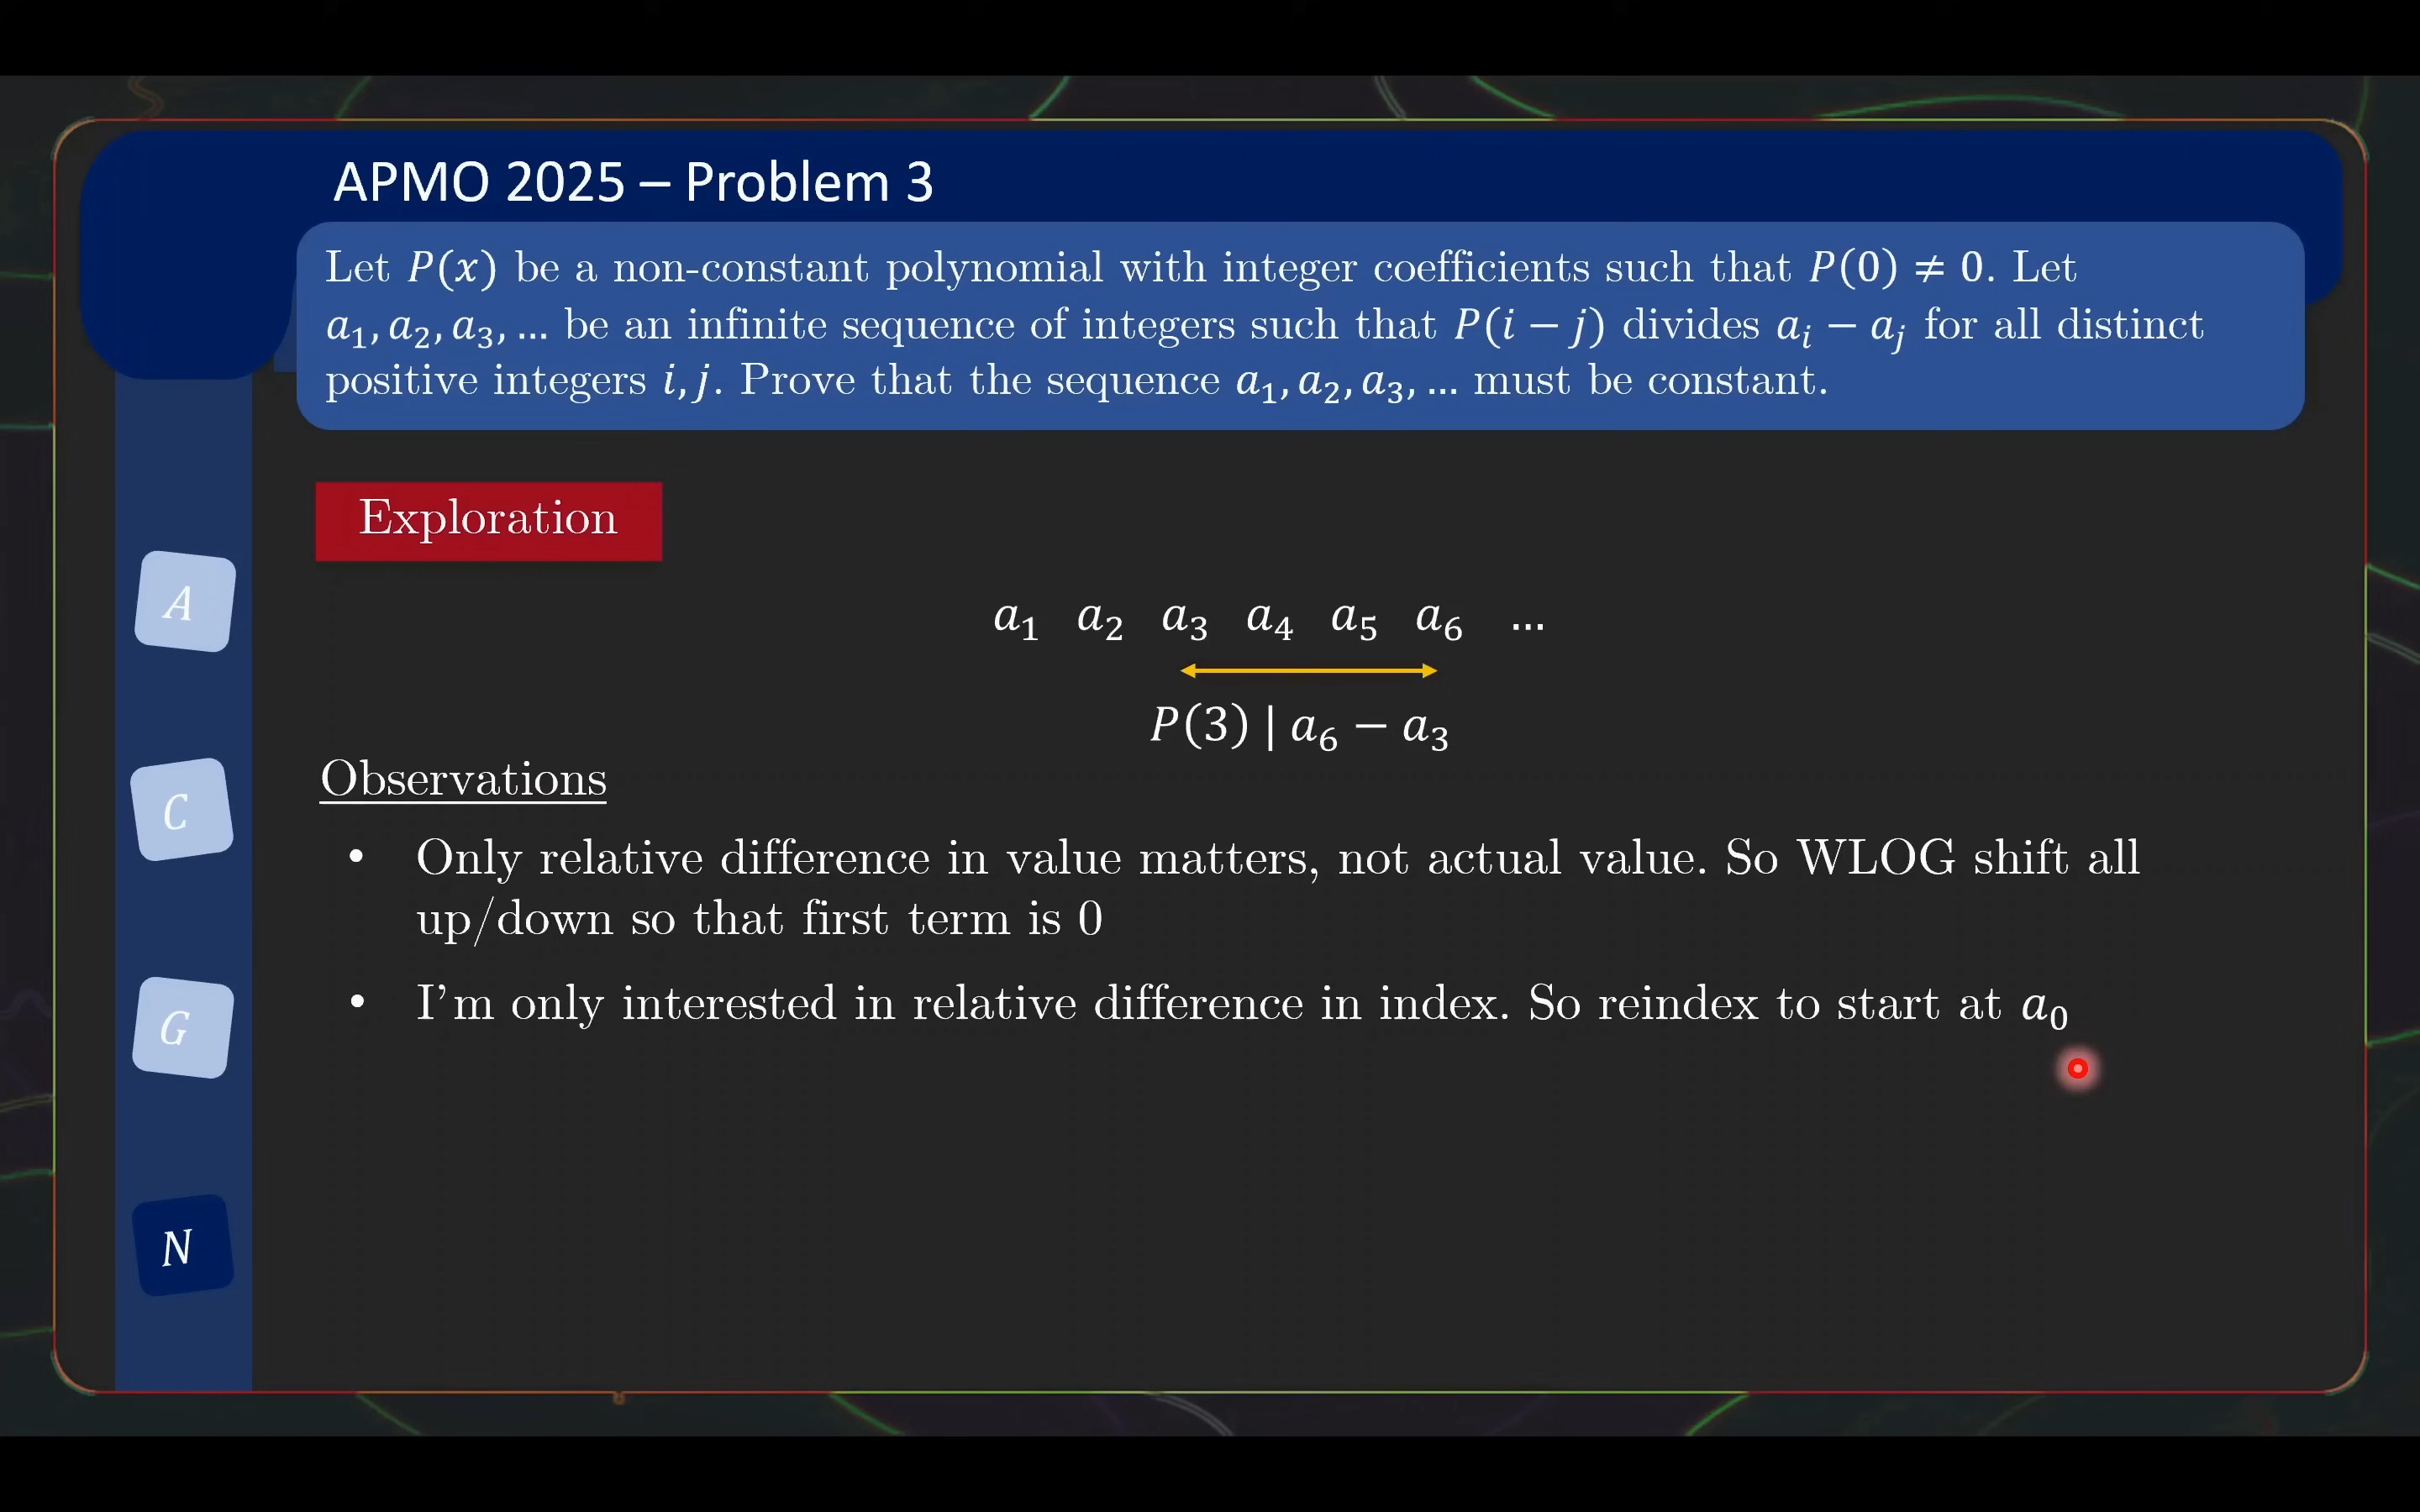 APMO 2025 – Problem 3
Let P(x) be a non-constant polynomial with integer coefficients such that P(0) ≠ 0. Let
a₁, a₂, a₃, ... be an infinite sequence of integers such that P(i − j) divides aᵢ − aⱼ for all distinct
positive integers i, j. Prove that the sequence a₁, a₂, a₃, ... must be constant.
Exploration
a₁ a₂ a₃ a₄ a₅ a₆ ...
P(3) | a₆ − a₃
Observations
• Only relative difference in value matters, not actual value. So WLOG shift all
up/down so that first term is 0
• I'm only interested in relative difference in index. So reindex to start at a₀
A
C
G
N